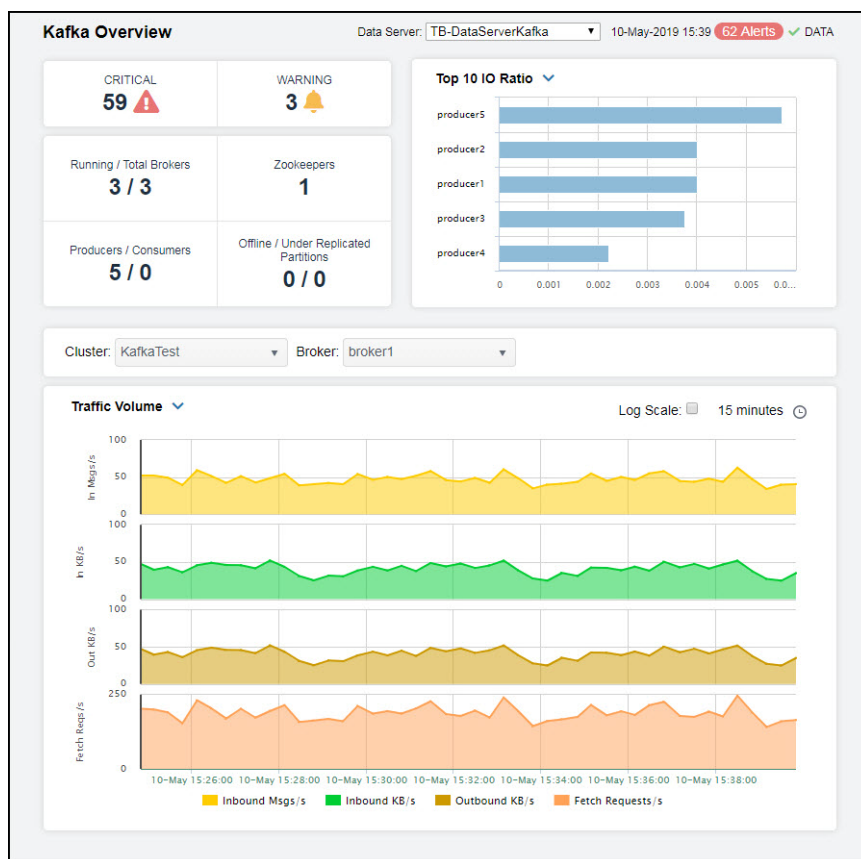 Kafka Overview
Data Server: TB-DataServerKafka 10-May-2019 15:39 62 Alerts DATA
CRITICAL
59
WARNING
3
Running / Total Brokers
3 / 3
Zookeepers
1
Producers / Consumers
5 / 0
Offline / Under Replicated
Partitions
0 / 0
Top 10 IO Ratio
producer5
producer2
producer1
producer3
producer4
0 0.001 0.002 0.003 0.004 0.005 0.0...
Cluster: KafkaTest Broker: broker1
Traffic Volume
Log Scale: 15 minutes
100
50
0
In Msgs/s
100
50
0
In KB/s
100
50
0
Out KB/s
250
0
Fetch Reqs/s
10-May 15:26:00 10-May 15:28:00 10-May 15:30:00 10-May 15:32:00 10-May 15:34:00 10-May 15:36:00 10-May 15:38:00
Inbound Msgs/s Inbound KB/s Outbound KB/s Fetch Requests/s